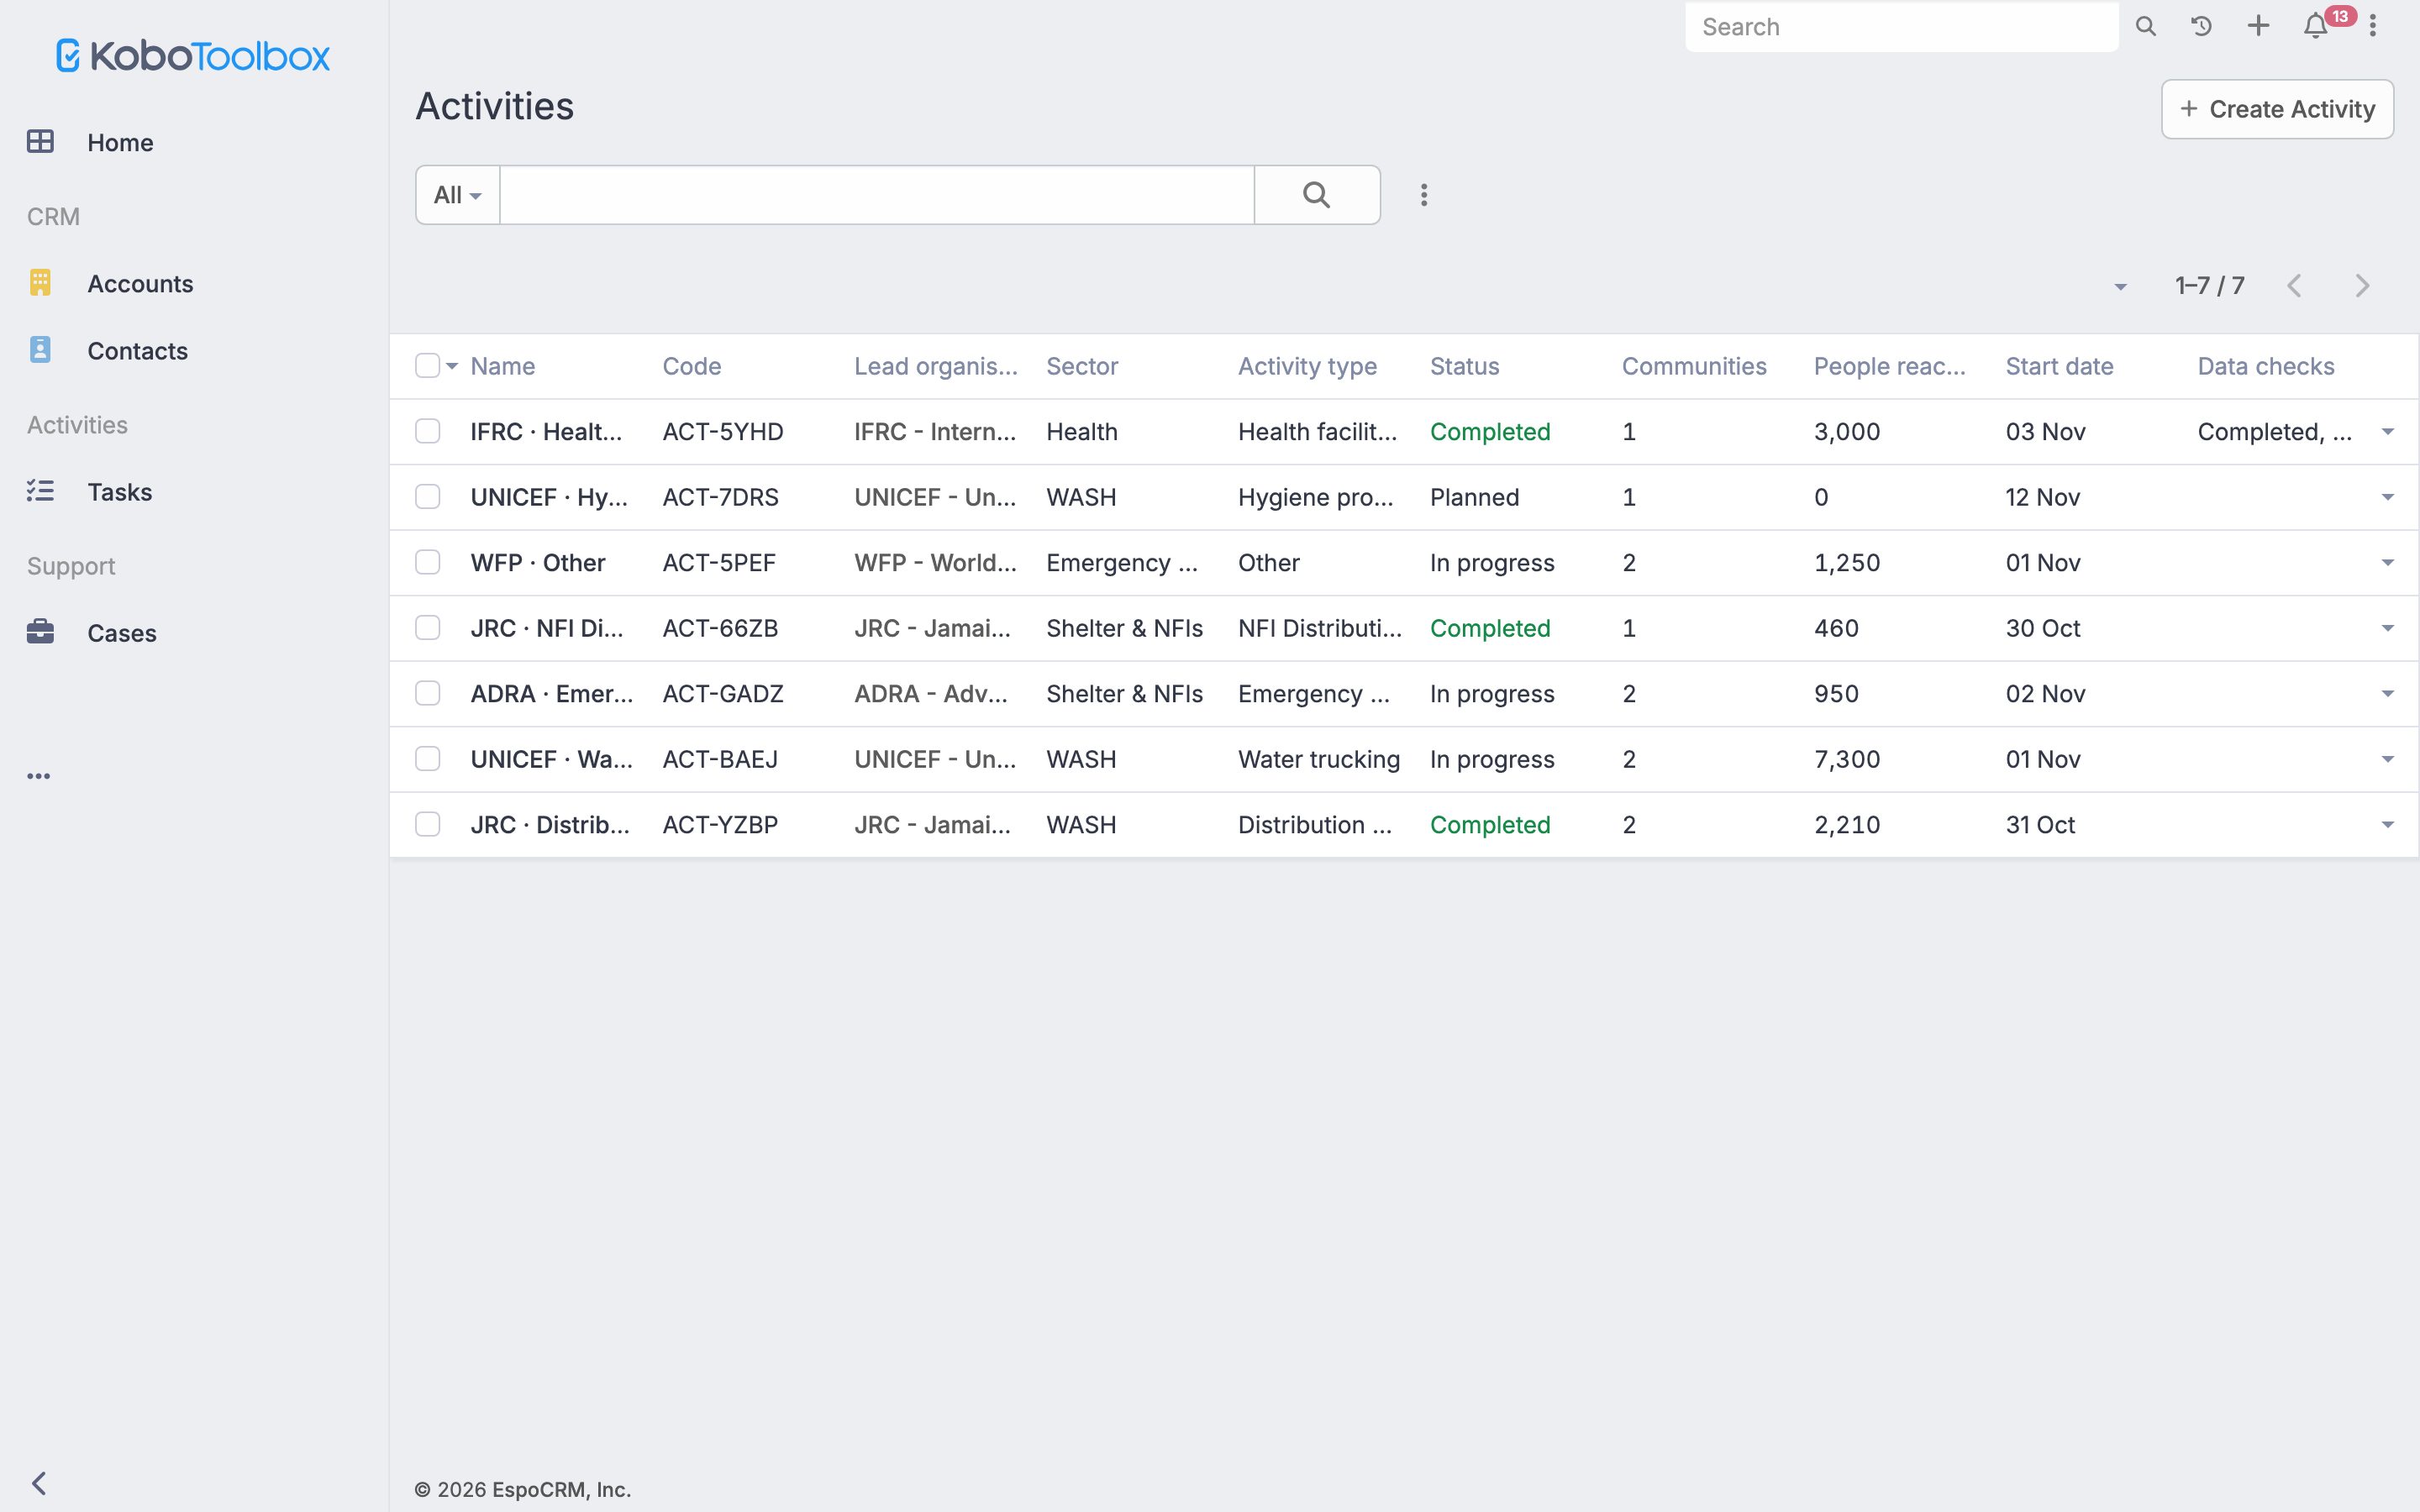 KoboToolbox
Search
13
Home
CRM
Accounts
Contacts
Activities
Tasks
Support
Cases
Activities
+ Create Activity
All
1–7 / 7
Name Code Lead organis... Sector Activity type Status Communities People reac... Start date Data checks
IFRC · Healt... ACT-5YHD IFRC - Intern... Health Health facilit... Completed 1 3,000 03 Nov Completed, ...
UNICEF · Hy... ACT-7DRS UNICEF - Un... WASH Hygiene pro... Planned 1 0 12 Nov
WFP · Other ACT-5PEF WFP - World... Emergency ... Other In progress 2 1,250 01 Nov
JRC · NFI Di... ACT-66ZB JRC - Jamai... Shelter & NFIs NFI Distributi... Completed 1 460 30 Oct
ADRA · Emer... ACT-GADZ ADRA - Adv... Shelter & NFIs Emergency ... In progress 2 950 02 Nov
UNICEF · Wa... ACT-BAEJ UNICEF - Un... WASH Water trucking In progress 2 7,300 01 Nov
JRC · Distrib... ACT-YZBP JRC - Jamai... WASH Distribution ... Completed 2 2,210 31 Oct
© 2026 EspoCRM, Inc.